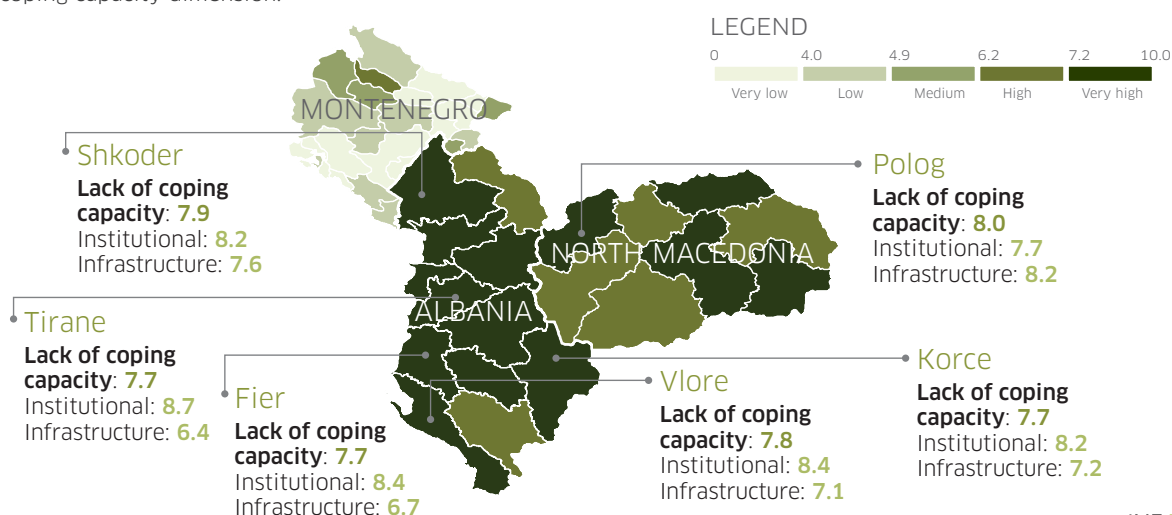 coping capacity dimension.
LEGEND
0 4.0 4.9 6.2 7.2 10.0
Very low Low Medium High Very high
MONTENEGRO
Shkoder
Lack of coping
capacity: 7.9
Institutional: 8.2
Infrastructure: 7.6
Polog
Lack of coping
capacity: 8.0
Institutional: 7.7
Infrastructure: 8.2
NORTH MACEDONIA
ALBANIA
Tirane
Lack of coping
capacity: 7.7
Institutional: 8.7
Infrastructure: 6.4
Fier
Lack of coping
capacity: 7.7
Institutional: 8.4
Infrastructure: 6.7
Vlore
Lack of coping
capacity: 7.8
Institutional: 8.4
Infrastructure: 7.1
Korce
Lack of coping
capacity: 7.7
Institutional: 8.2
Infrastructure: 7.2